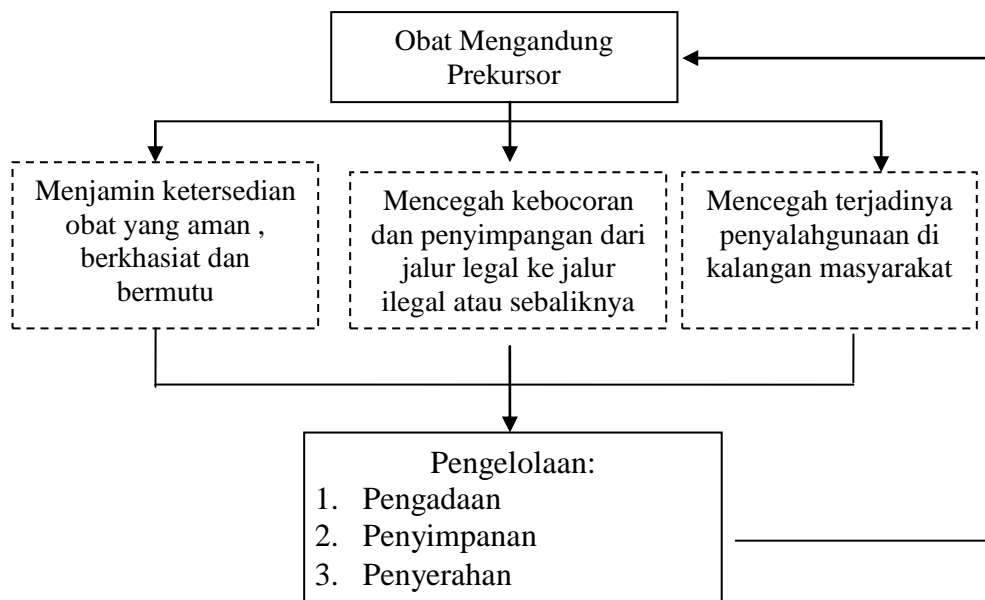 Obat Mengandung
Prekursor
Menjamin ketersedian
obat yang aman ,
berkhasiat dan
bermutu
Mencegah kebocoran
dan penyimpangan dari
jalur legal ke jalur
ilegal atau sebaliknya
Mencegah terjadinya
penyalahgunaan di
kalangan masyarakat
Pengelolaan:
1. Pengadaan
2. Penyimpanan
3. Penyerahan